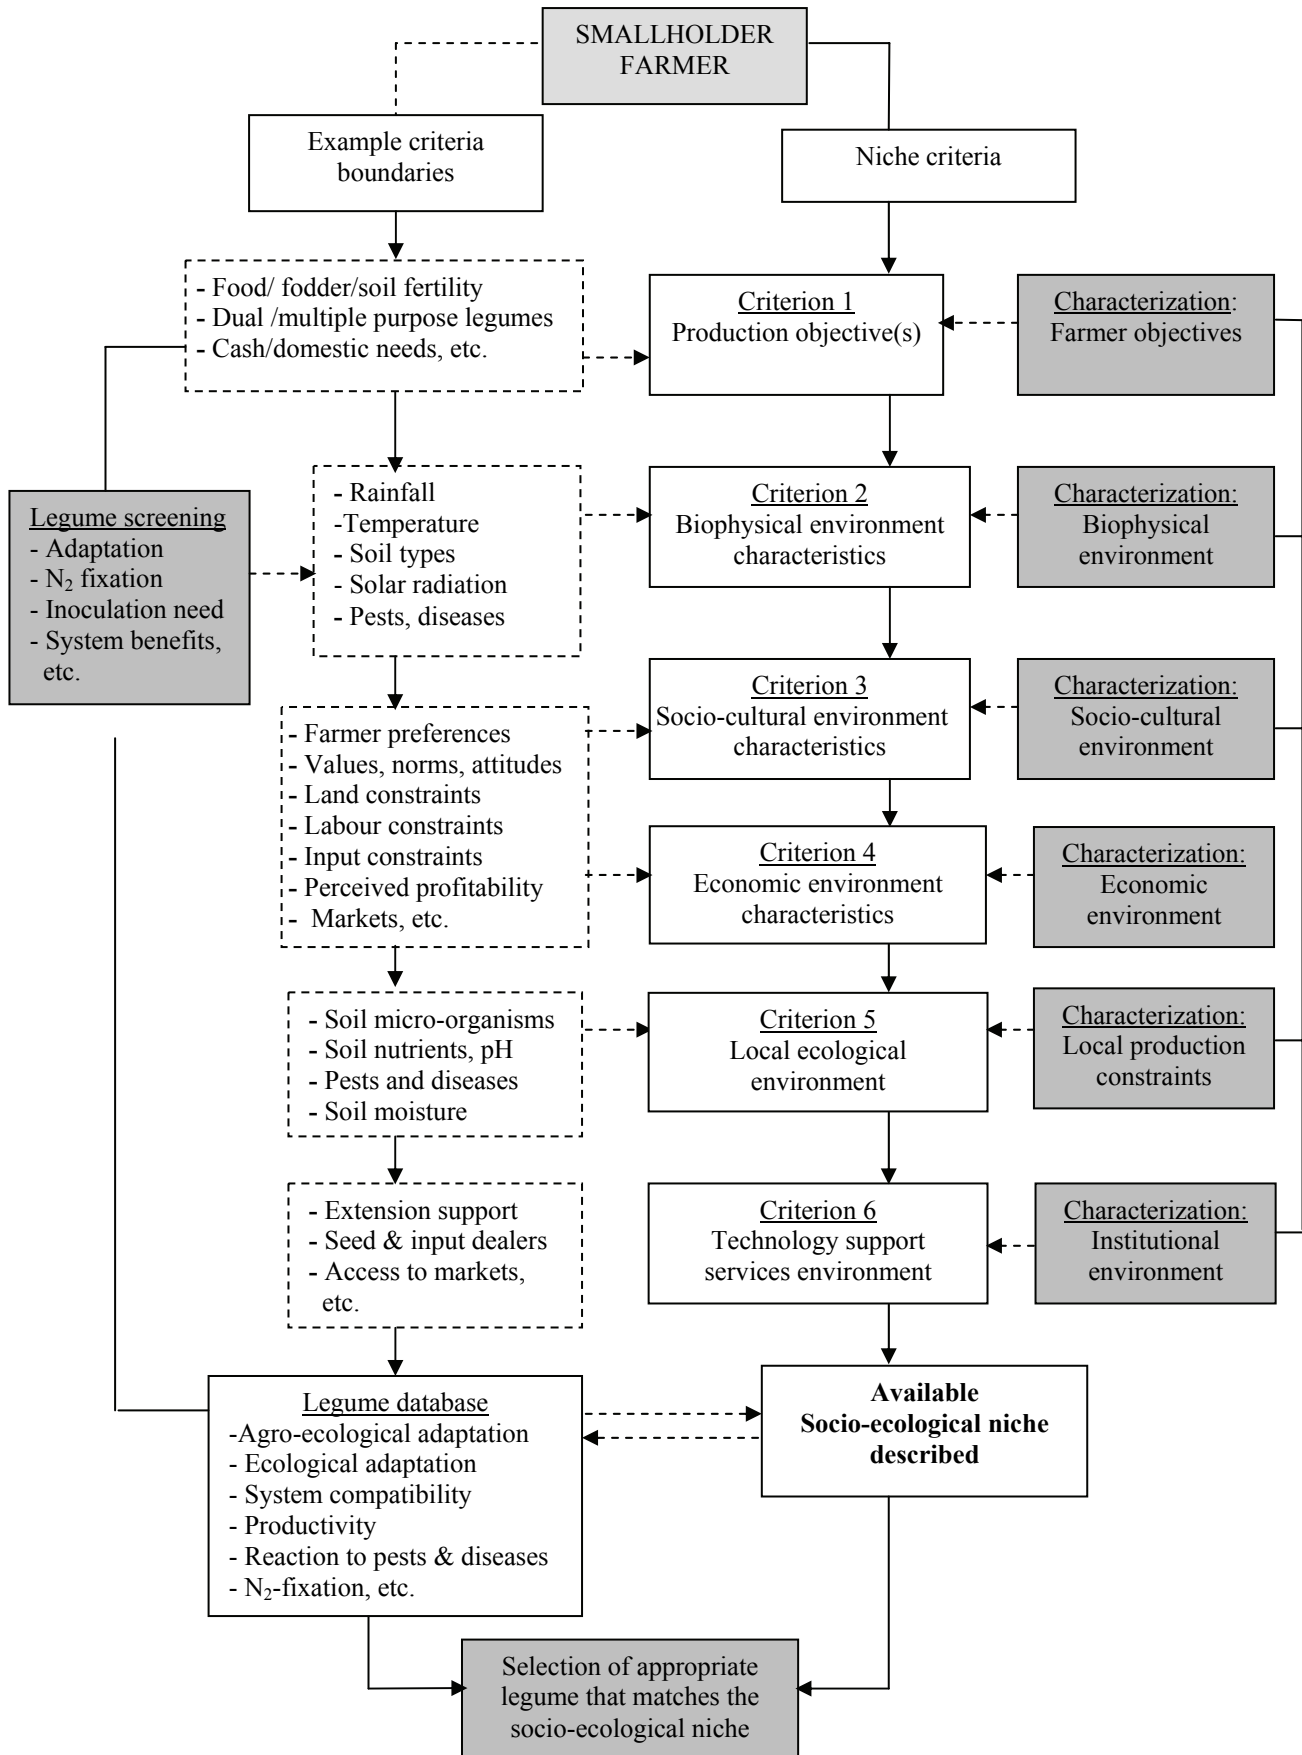 SMALLHOLDER
FARMER
Example criteria
boundaries
Niche criteria
- Food/ fodder/soil fertility
- Dual /multiple purpose legumes
- Cash/domestic needs, etc.
Criterion 1
Production objective(s)
Characterization:
Farmer objectives
Legume screening
- Adaptation
- N₂ fixation
- Inoculation need
- System benefits,
etc.
- Rainfall
-Temperature
- Soil types
- Solar radiation
- Pests, diseases
Criterion 2
Biophysical environment
characteristics
Characterization:
Biophysical
environment
- Farmer preferences
- Values, norms, attitudes
- Land constraints
- Labour constraints
- Input constraints
- Perceived profitability
- Markets, etc.
Criterion 3
Socio-cultural environment
characteristics
Characterization:
Socio-cultural
environment
Criterion 4
Economic environment
characteristics
Characterization:
Economic
environment
- Soil micro-organisms
- Soil nutrients, pH
- Pests and diseases
- Soil moisture
Criterion 5
Local ecological
environment
Characterization:
Local production
constraints
- Extension support
- Seed & input dealers
- Access to markets,
etc.
Criterion 6
Technology support
services environment
Characterization:
Institutional
environment
Legume database
-Agro-ecological adaptation
- Ecological adaptation
- System compatibility
- Productivity
- Reaction to pests & diseases
- N₂-fixation, etc.
Available
Socio-ecological niche
described
Selection of appropriate
legume that matches the
socio-ecological niche